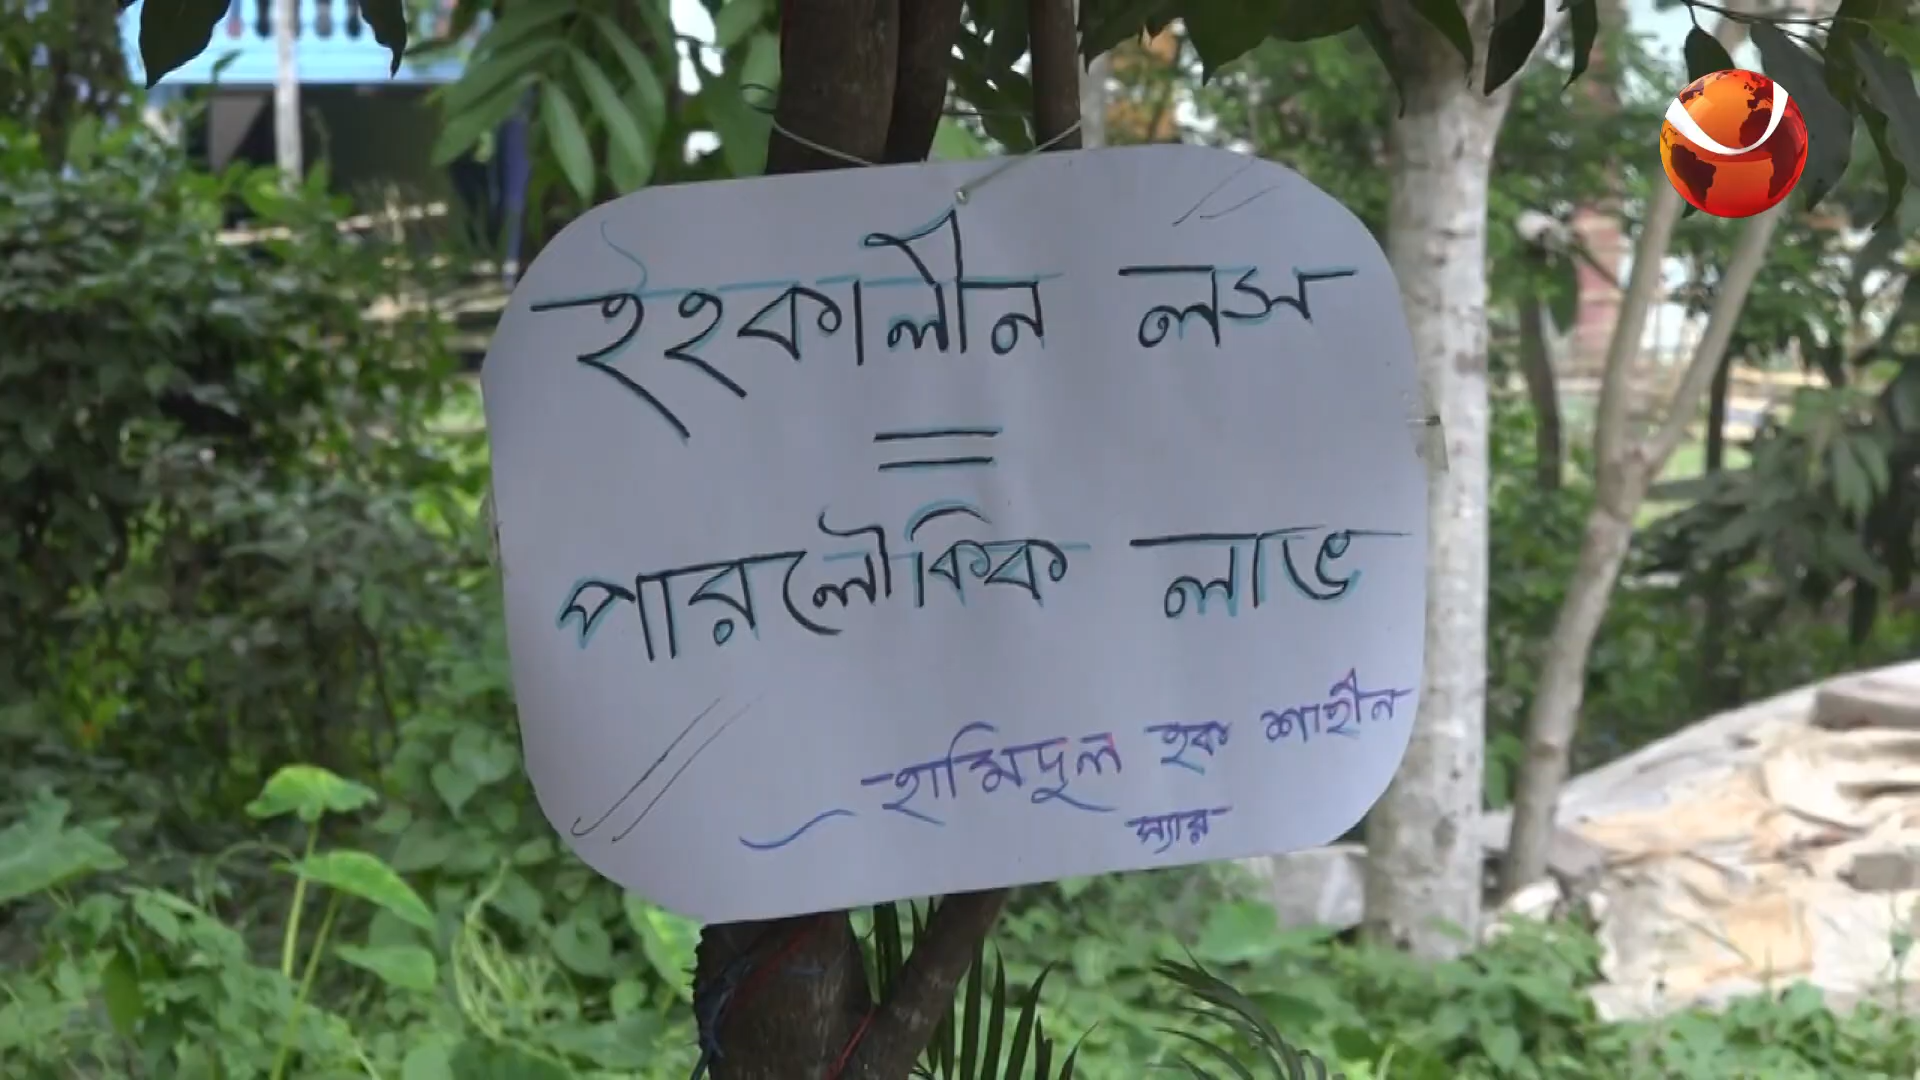 ইহকালীন লস
=
পারলৌকিক লাভ
হামিদুল হক শাহীন
স্যার